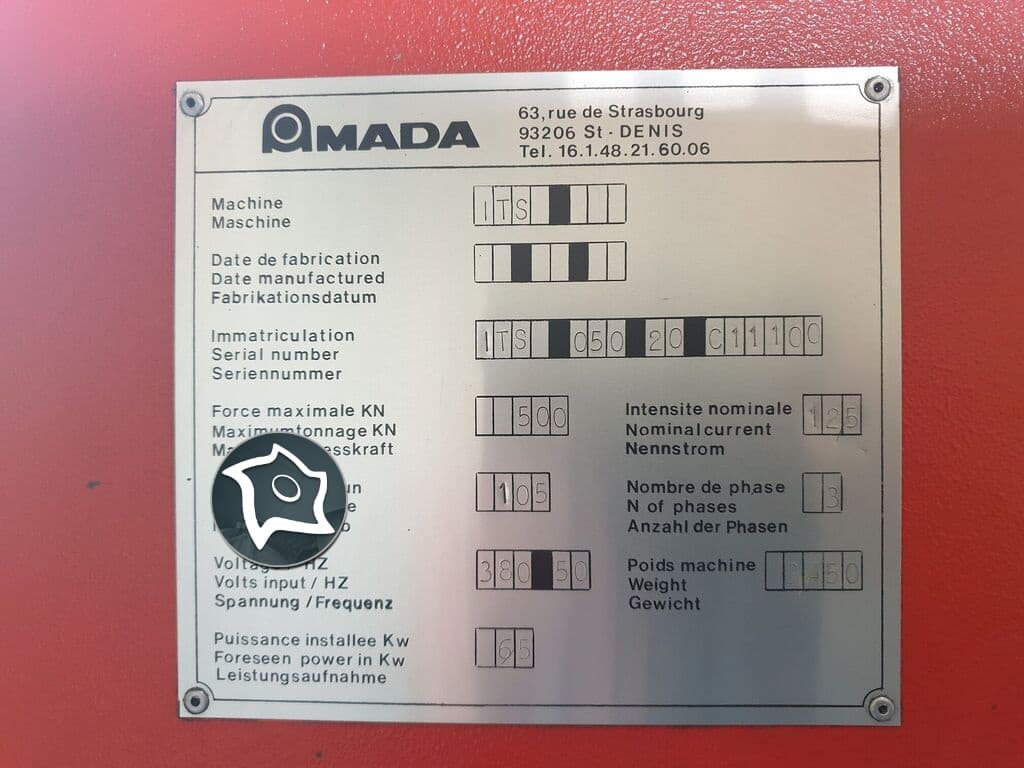 AMADA
63, rue de Strasbourg
93206 St - DENIS
Tel. 16.1.48.21.60.06
Machine
Maschine
ITS
Date de fabrication
Date manufactured
Fabrikationsdatum
Immatriculation
Serial number
Seriennummer
ITS 050 20 C11100
Force maximale KN
Maximumtonnage KN
500
Intensite nominale
Nominal current
Nennstrom
125
105
Nombre de phase
N of phases
Anzahl der Phasen
3
HZ
Volts input / HZ
Spannung / Frequenz
380 50
Poids machine
Weight
Gewicht
Puissance installee Kw
Foreseen power in Kw
Leistungsaufnahme
65